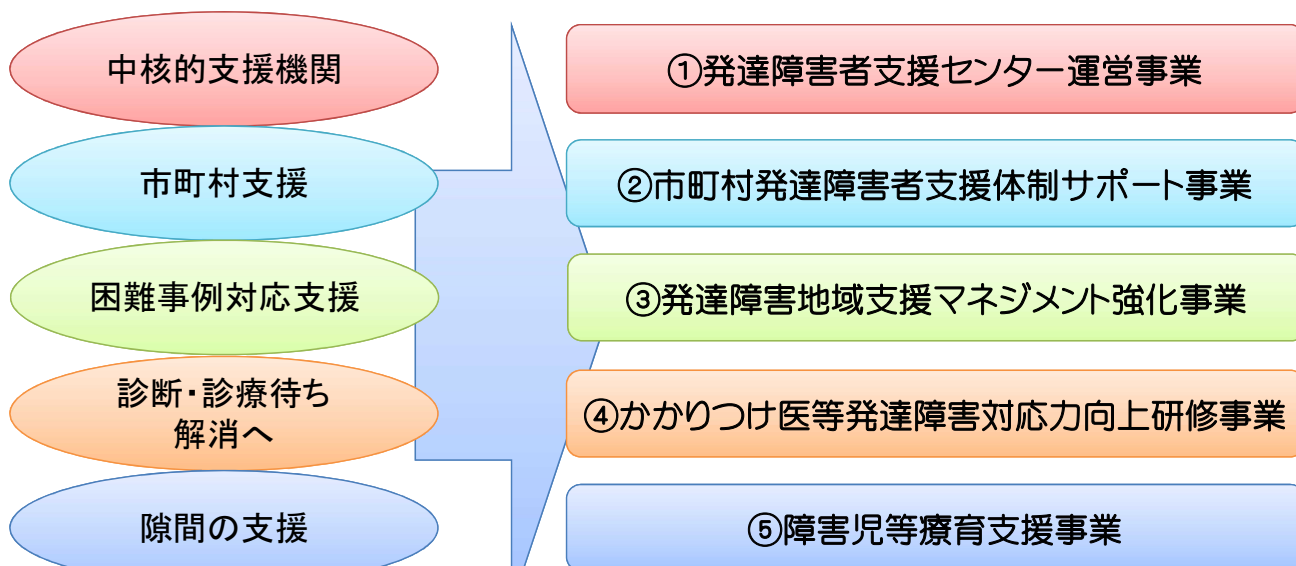 中核的支援機関
①発達障害者支援センター運営事業
市町村支援
②市町村発達障害者支援体制サポート事業
困難事例対応支援
③発達障害地域支援マネジメント強化事業
診断・診療待ち
解消へ
④かかりつけ医等発達障害対応力向上研修事業
隙間の支援
⑤障害児等療育支援事業